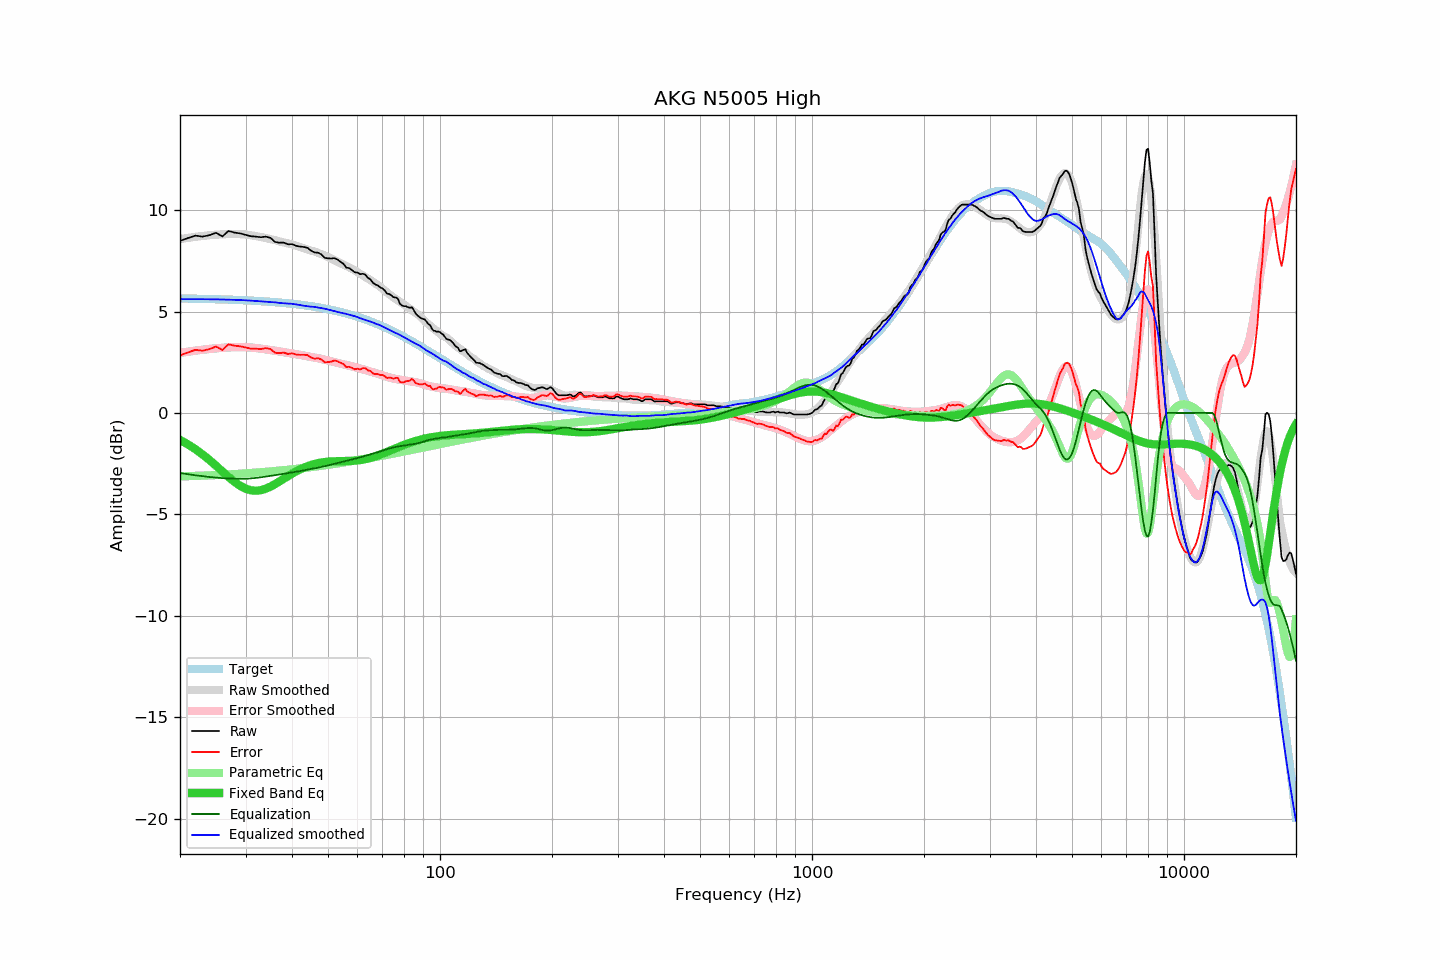 AKG N5005 High
Amplitude (dBr)
10
5
0
−5
−10
−15
−20
Target
Raw Smoothed
Error Smoothed
Raw
Error
Parametric Eq
Fixed Band Eq
Equalization
Equalized smoothed
100
1000
10000
Frequency (Hz)